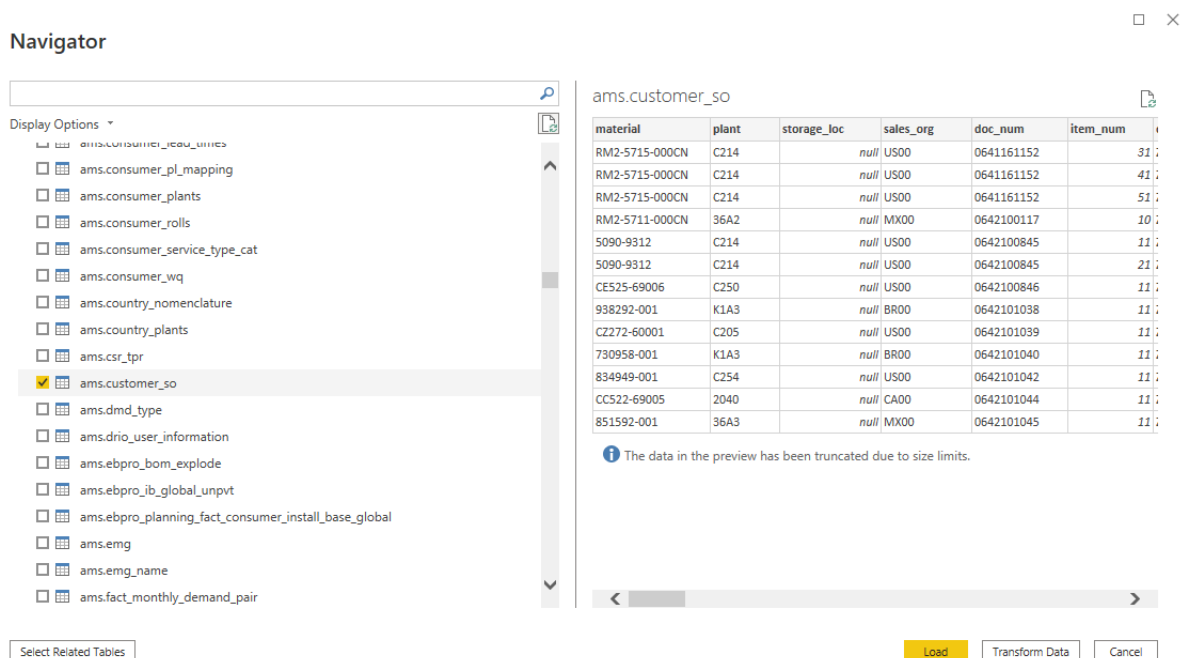 Navigator
Display Options
ams.consumer_lead_times
ams.consumer_pl_mapping
ams.consumer_plants
ams.consumer_rolls
ams.consumer_service_type_cat
ams.consumer_wq
ams.country_nomenclature
ams.country_plants
ams.csr_tpr
ams.customer_so
ams.dmd_type
ams.drio_user_information
ams.ebpro_bom_explode
ams.ebpro_ib_global_unpvt
ams.ebpro_planning_fact_consumer_install_base_global
ams.emg
ams.emg_name
ams.fact_monthly_demand_pair
Select Related Tables
ams.customer_so
material plant storage_loc sales_org doc_num item_num
RM2-5715-000CN C214 null US00 0641161152 31
RM2-5715-000CN C214 null US00 0641161152 41
RM2-5715-000CN C214 null US00 0641161152 51
RM2-5711-000CN 36A2 null MX00 0642100117 10
5090-9312 C214 null US00 0642100845 11
5090-9312 C214 null US00 0642100845 21
CE525-69006 C250 null US00 0642100846 11
938292-001 K1A3 null BR00 0642101038 11
CZ272-60001 C205 null US00 0642101039 11
730958-001 K1A3 null BR00 0642101040 11
834949-001 C254 null US00 0642101042 11
CC522-69005 2040 null CA00 0642101044 11
851592-001 36A3 null MX00 0642101045 11
The data in the preview has been truncated due to size limits.
Load Transform Data Cancel